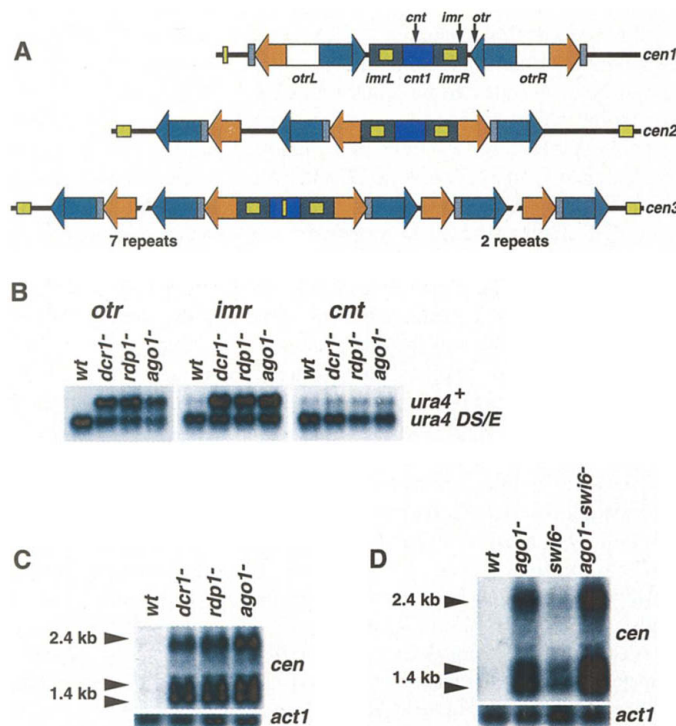 A
cnt imr otr
cen1
otrL imrL cnt1 imrR otrR
cen2
cen3
7 repeats 2 repeats
B
otr imr cnt
wt dcr1- rdp1- ago1- wt dcr1- rdp1- ago1- wt dcr1- rdp1- ago1-
ura4+
ura4 DS/E
C
wt dcr1- rdp1- ago1-
2.4 kb
cen
1.4 kb
act1
D
wt ago1- swi6- ago1- swi6-
2.4 kb
cen
1.4 kb
act1